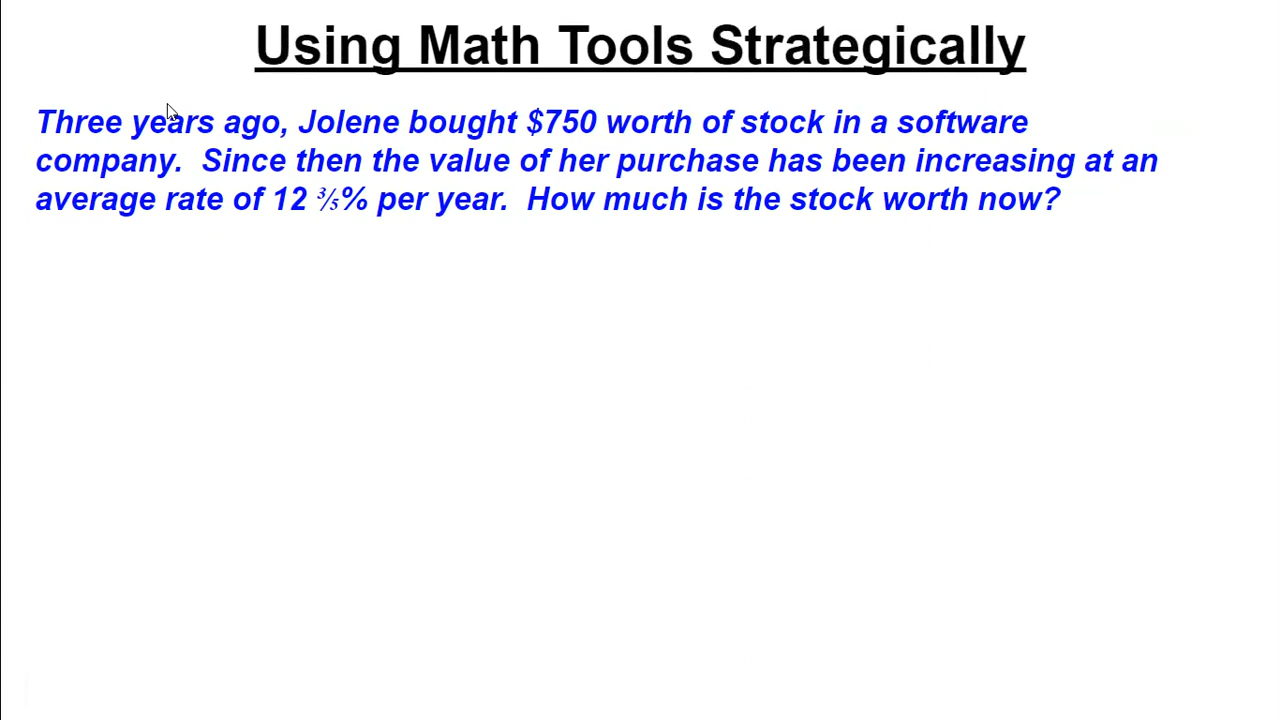 Using Math Tools Strategically
Three years ago, Jolene bought $750 worth of stock in a software
company.  Since then the value of her purchase has been increasing at an
average rate of 12 ⅗% per year.  How much is the stock worth now?